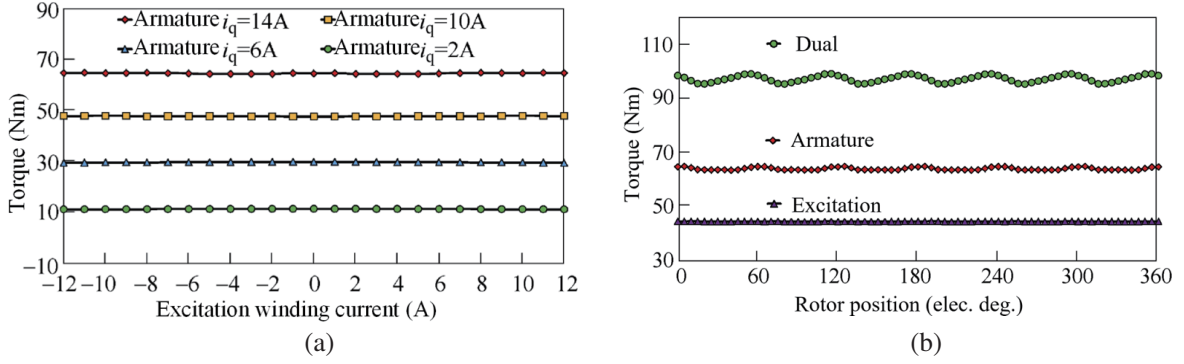 90
70
50
30
10
−10
Torque (Nm)
Armature iq=14A
Armature iq=10A
Armature iq=6A
Armature iq=2A
−12 −10 −8 −6 −4 −2 0 2 4 6 8 10 12
Excitation winding current (A)
(a)
110
90
70
50
30
Torque (Nm)
Dual
Armature
Excitation
0 60 120 180 240 300 360
Rotor position (elec. deg.)
(b)